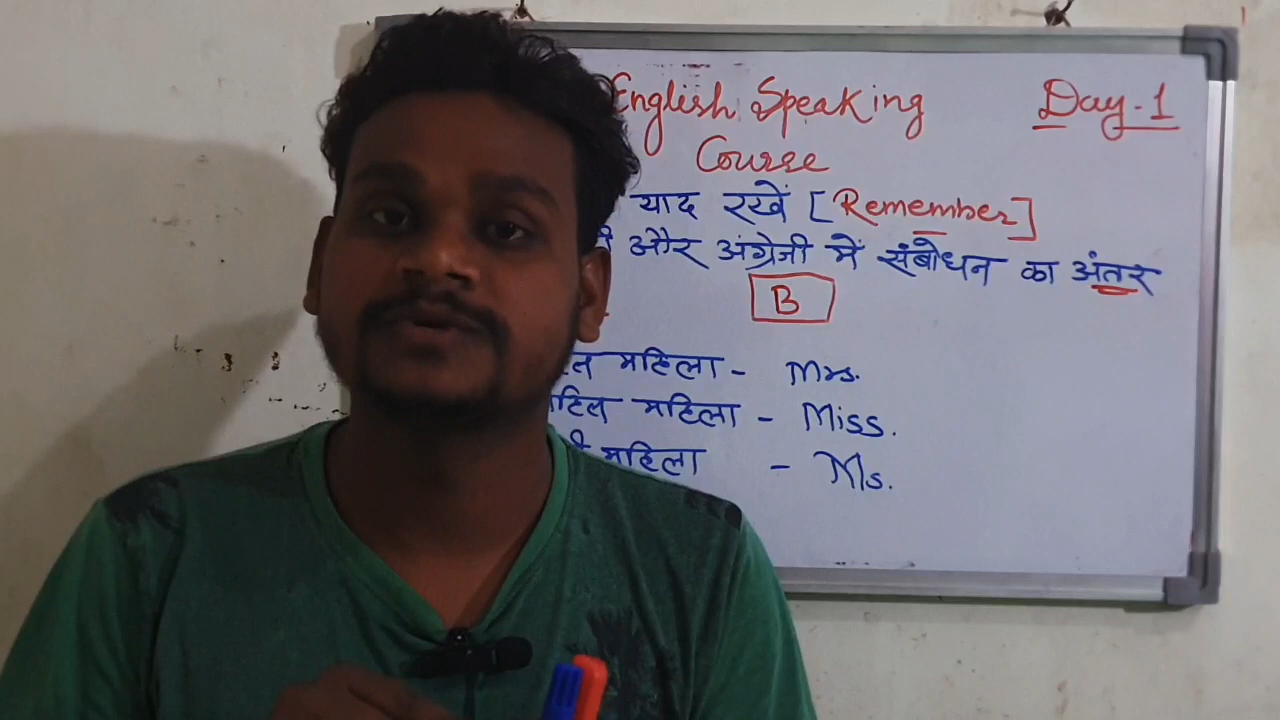 English Speaking Day-1
Course
याद रखें [Remember]
और अंग्रेजी में संबोधन का अंतर
B
महिला - Mrs.
महिला - Miss.
महिला - Ms.